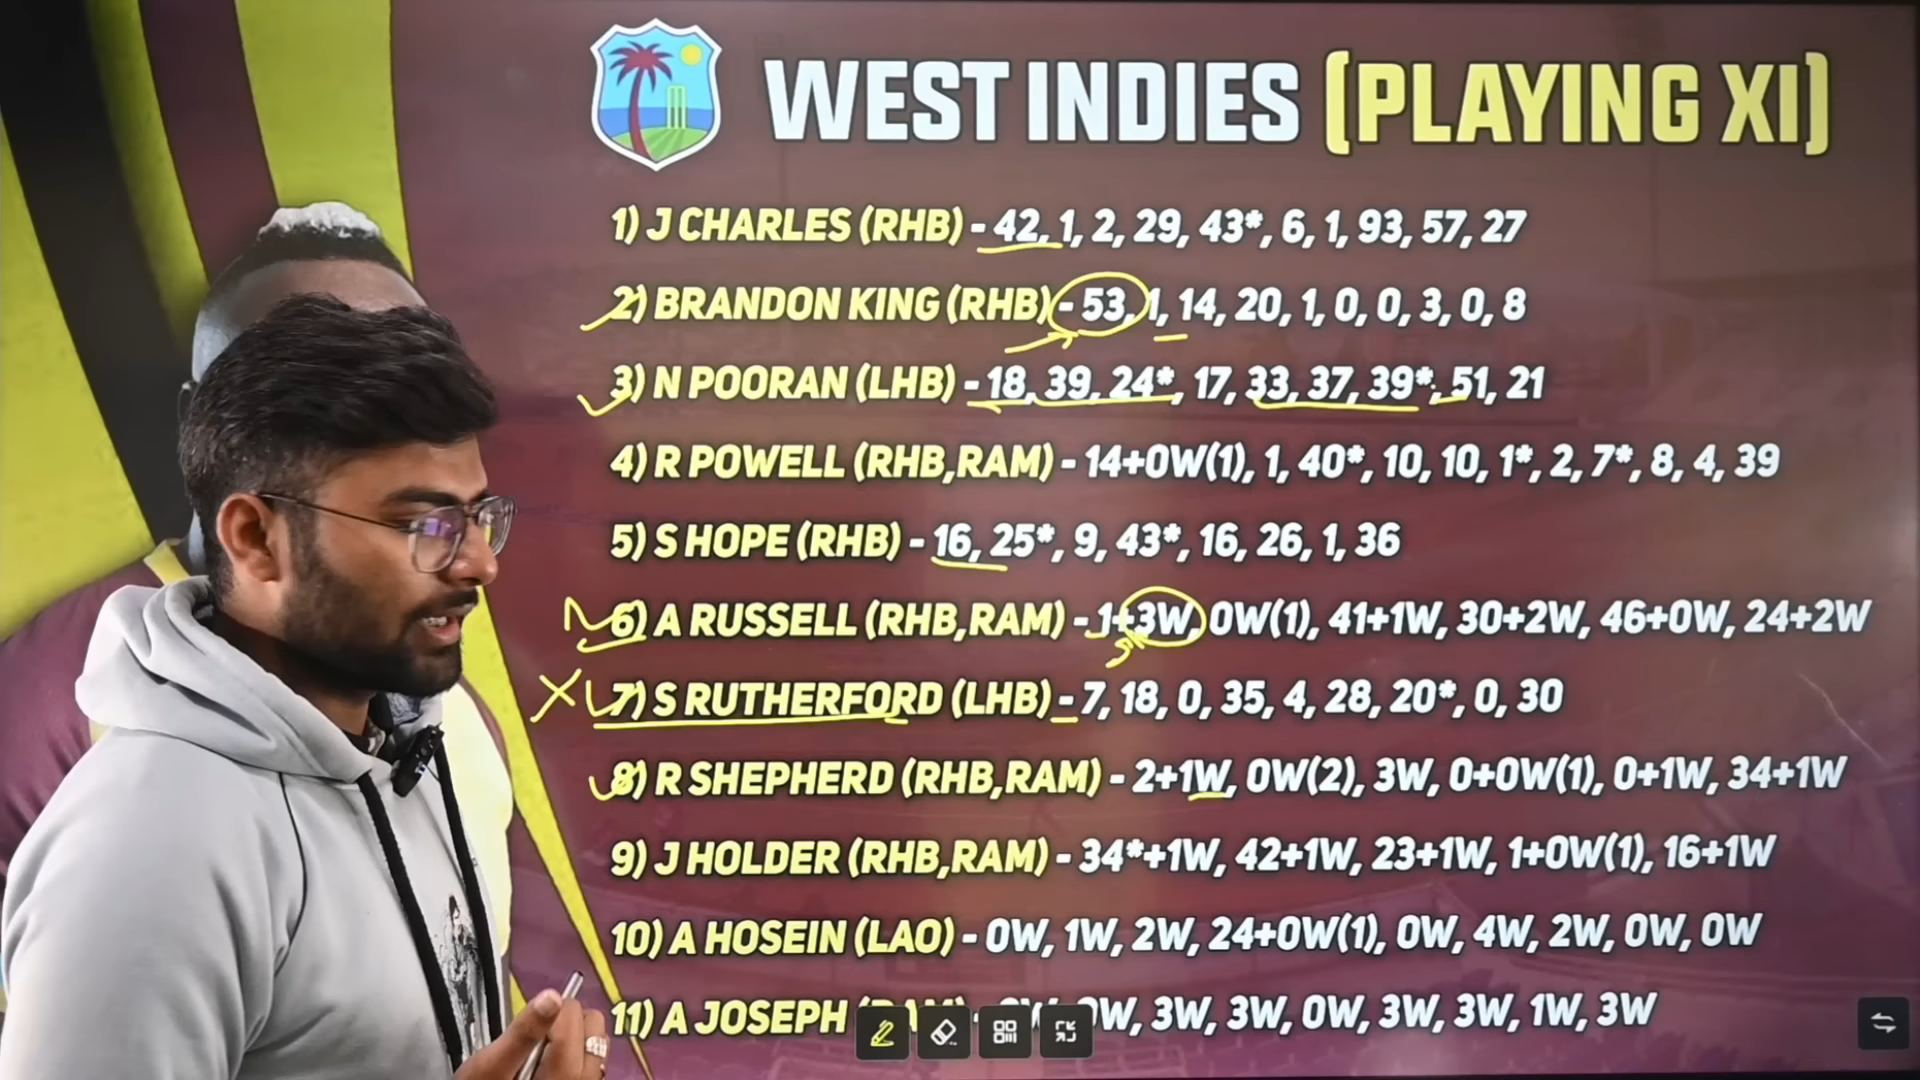 WEST INDIES (PLAYING XI)
1) J CHARLES (RHB) - 42, 1, 2, 29, 43*, 6, 1, 93, 57, 27
2) BRANDON KING (RHB) - 53, 1, 14, 20, 1, 0, 0, 3, 0, 8
3) N POORAN (LHB) - 18, 39, 24*, 17, 33, 37, 39*, 51, 21
4) R POWELL (RHB,RAM) - 14+0W(1), 1, 40*, 10, 10, 1*, 2, 7*, 8, 4, 39
5) S HOPE (RHB) - 16, 25*, 9, 43*, 16, 26, 1, 36
6) A RUSSELL (RHB,RAM) - 1+3W, 0W(1), 41+1W, 30+2W, 46+0W, 24+2W
7) S RUTHERFORD (LHB) - 7, 18, 0, 35, 4, 28, 20*, 0, 30
8) R SHEPHERD (RHB,RAM) - 2+1W, 0W(2), 3W, 0+0W(1), 0+1W, 34+1W
9) J HOLDER (RHB,RAM) - 34*+1W, 42+1W, 23+1W, 1+0W(1), 16+1W
10) A HOSEIN (LAO) - 0W, 1W, 2W, 24+0W(1), 0W, 4W, 2W, 0W, 0W
11) A JOSEPH 3W, 3W, 0W, 3W, 3W, 1W, 3W